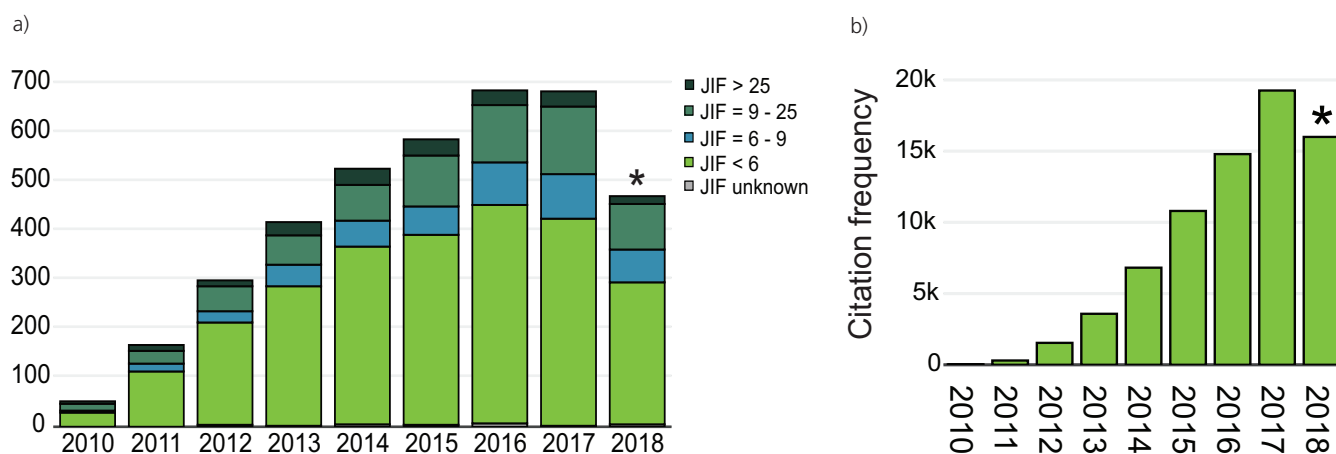 a)
700
600
500
400
300
200
100
0
2010 2011 2012 2013 2014 2015 2016 2017 2018
*
JIF > 25
JIF = 9 - 25
JIF = 6 - 9
JIF < 6
JIF unknown
b)
Citation frequency
20k
15k
10k
5k
0
*
2010 2011 2012 2013 2014 2015 2016 2017 2018